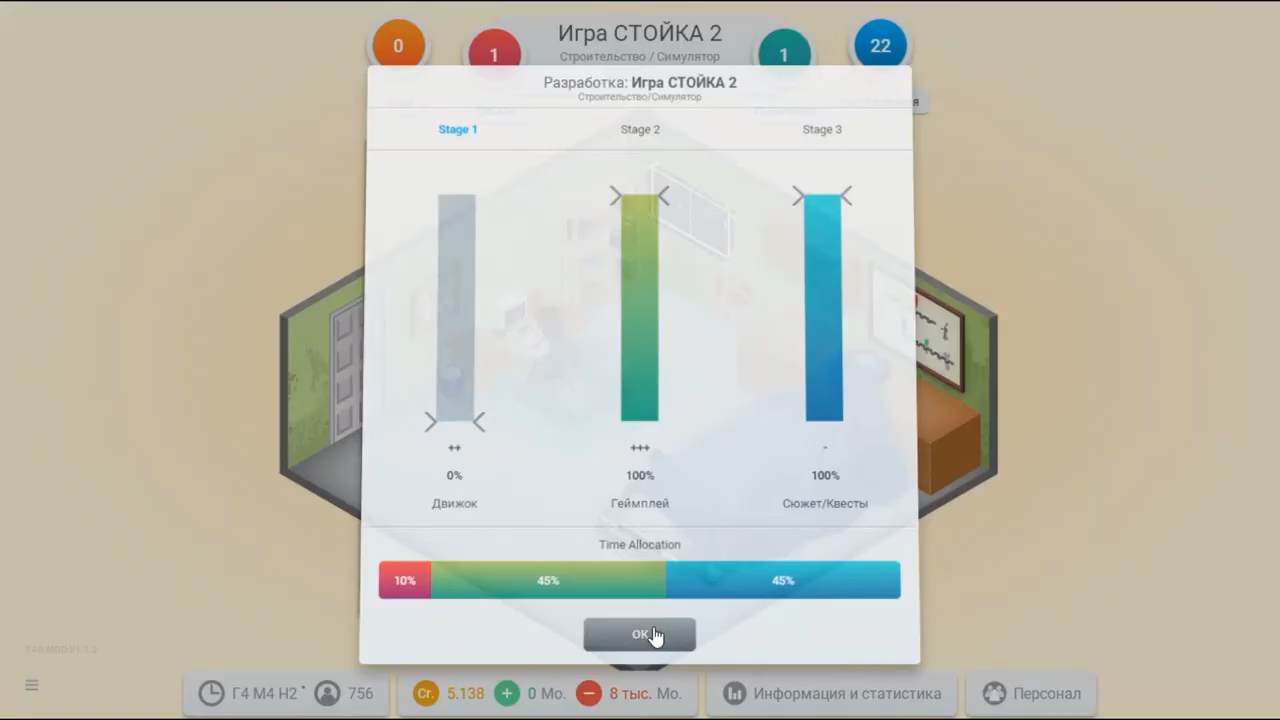 0
1
Игра СТОЙКА 2
Строительство / Симулятор
1
22
Разработка: Игра СТОЙКА 2
Строительство/Симулятор
я
Stage 1
Stage 2
Stage 3
++
+++
-
0%
100%
100%
Движок
Геймплей
Сюжет/Квесты
Time Allocation
10%
45%
45%
OK
Г4 М4 Н2
756
Cr.
5.138
+
0 Мо.
-
8 тыс. Мо.
Информация и статистика
Персонал